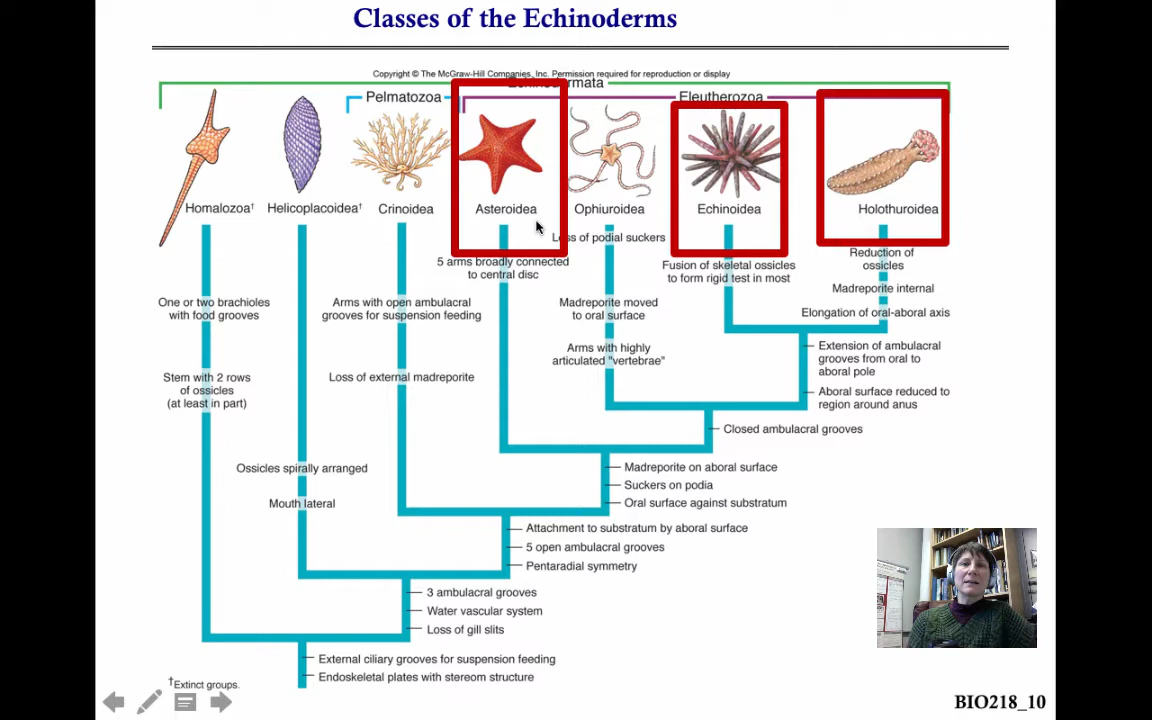 Classes of the Echinoderms
Copyright © The McGraw-Hill Companies, Inc. Permission required for reproduction or display
Echinodermata
Pelmatozoa
Eleutherozoa
Homalozoa†
Helicoplacoidea†
Crinoidea
Asteroidea
Ophiuroidea
Echinoidea
Holothuroidea
Loss of podial suckers
5 arms broadly connected
to central disc
Fusion of skeletal ossicles
to form rigid test in most
Reduction of
ossicles
Madreporite internal
Elongation of oral-aboral axis
One or two brachioles
with food grooves
Arms with open ambulacral
grooves for suspension feeding
Madreporite moved
to oral surface
Arms with highly
articulated "vertebrae"
Extension of ambulacral
grooves from oral to
aboral pole
Aboral surface reduced to
region around anus
Stem with 2 rows
of ossicles
(at least in part)
Loss of external madreporite
Closed ambulacral grooves
Ossicles spirally arranged
Mouth lateral
Madreporite on aboral surface
Suckers on podia
Oral surface against substratum
Attachment to substratum by aboral surface
5 open ambulacral grooves
Pentaradial symmetry
3 ambulacral grooves
Water vascular system
Loss of gill slits
External ciliary grooves for suspension feeding
Endoskeletal plates with stereom structure
†Extinct groups.
BIO218_10